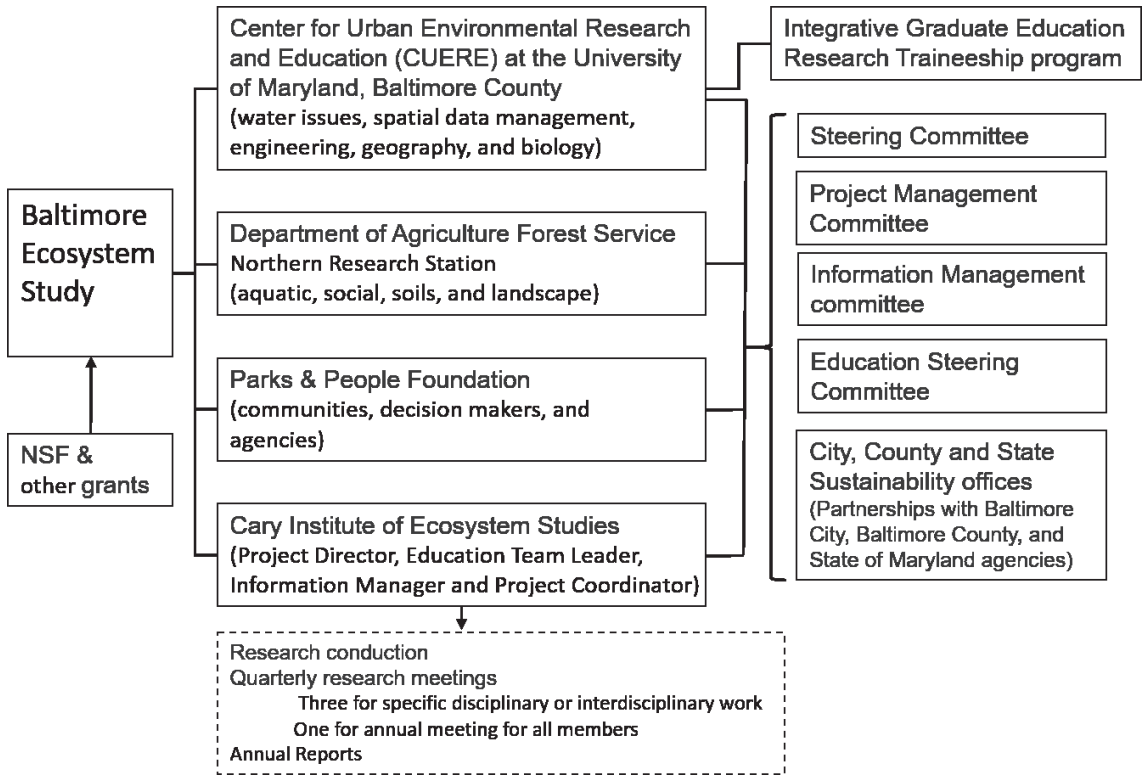 Center for Urban Environmental Research
and Education (CUERE) at the University
of Maryland, Baltimore County
(water issues, spatial data management,
engineering, geography, and biology)
Integrative Graduate Education
Research Traineeship program
Steering Committee
Project Management
Committee
Information Management
committee
Education Steering
Committee
City, County and State
Sustainability offices
(Partnerships with Baltimore
City, Baltimore County, and
State of Maryland agencies)
Baltimore
Ecosystem
Study
NSF &
other grants
Department of Agriculture Forest Service
Northern Research Station
(aquatic, social, soils, and landscape)
Parks & People Foundation
(communities, decision makers, and
agencies)
Cary Institute of Ecosystem Studies
(Project Director, Education Team Leader,
Information Manager and Project Coordinator)
Research conduction
Quarterly research meetings
Three for specific disciplinary or interdisciplinary work
One for annual meeting for all members
Annual Reports